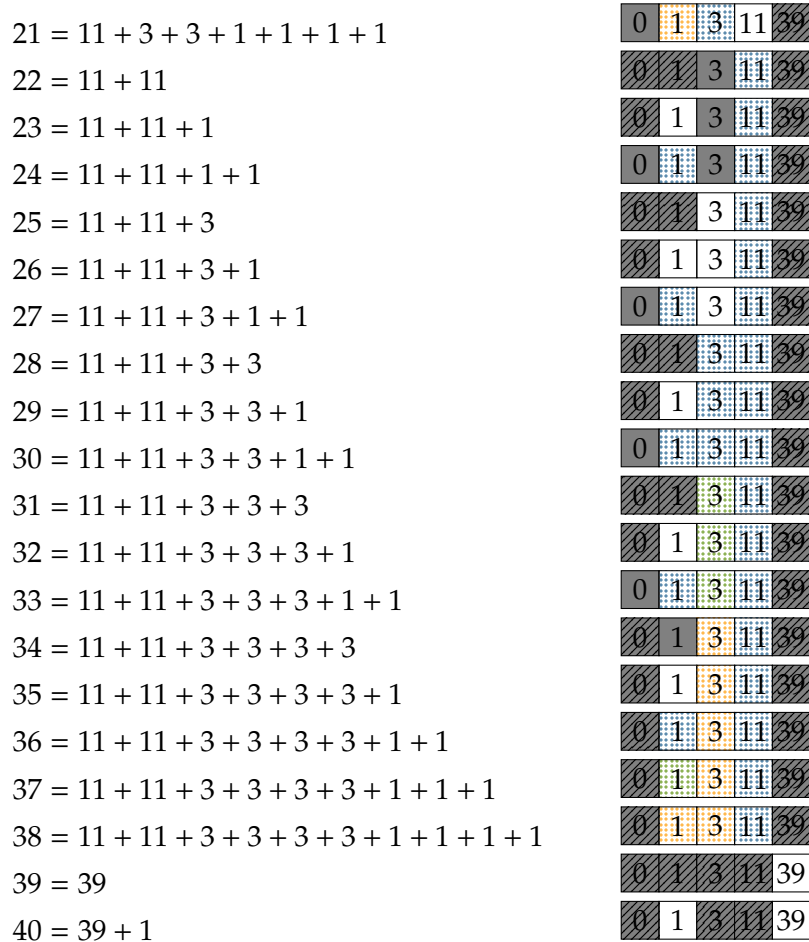 21 = 11 + 3 + 3 + 1 + 1 + 1 + 1 0 1 3 11 39
22 = 11 + 11 0 1 3 11 39
23 = 11 + 11 + 1 0 1 3 11 39
24 = 11 + 11 + 1 + 1 0 1 3 11 39
25 = 11 + 11 + 3 0 1 3 11 39
26 = 11 + 11 + 3 + 1 0 1 3 11 39
27 = 11 + 11 + 3 + 1 + 1 0 1 3 11 39
28 = 11 + 11 + 3 + 3 0 1 3 11 39
29 = 11 + 11 + 3 + 3 + 1 0 1 3 11 39
30 = 11 + 11 + 3 + 3 + 1 + 1 0 1 3 11 39
31 = 11 + 11 + 3 + 3 + 3 0 1 3 11 39
32 = 11 + 11 + 3 + 3 + 3 + 1 0 1 3 11 39
33 = 11 + 11 + 3 + 3 + 3 + 1 + 1 0 1 3 11 39
34 = 11 + 11 + 3 + 3 + 3 + 3 0 1 3 11 39
35 = 11 + 11 + 3 + 3 + 3 + 3 + 1 0 1 3 11 39
36 = 11 + 11 + 3 + 3 + 3 + 3 + 1 + 1 0 1 3 11 39
37 = 11 + 11 + 3 + 3 + 3 + 3 + 1 + 1 + 1 0 1 3 11 39
38 = 11 + 11 + 3 + 3 + 3 + 3 + 1 + 1 + 1 + 1 0 1 3 11 39
39 = 39 0 1 3 11 39
40 = 39 + 1 0 1 3 11 39